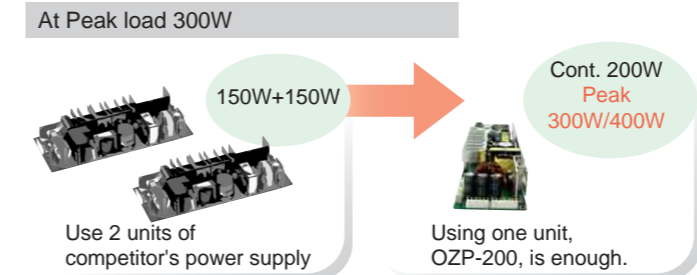 At Peak load 300W
150W+150W
Cont. 200W
Peak
300W/400W
Use 2 units of
competitor's power supply
Using one unit,
OZP-200, is enough.